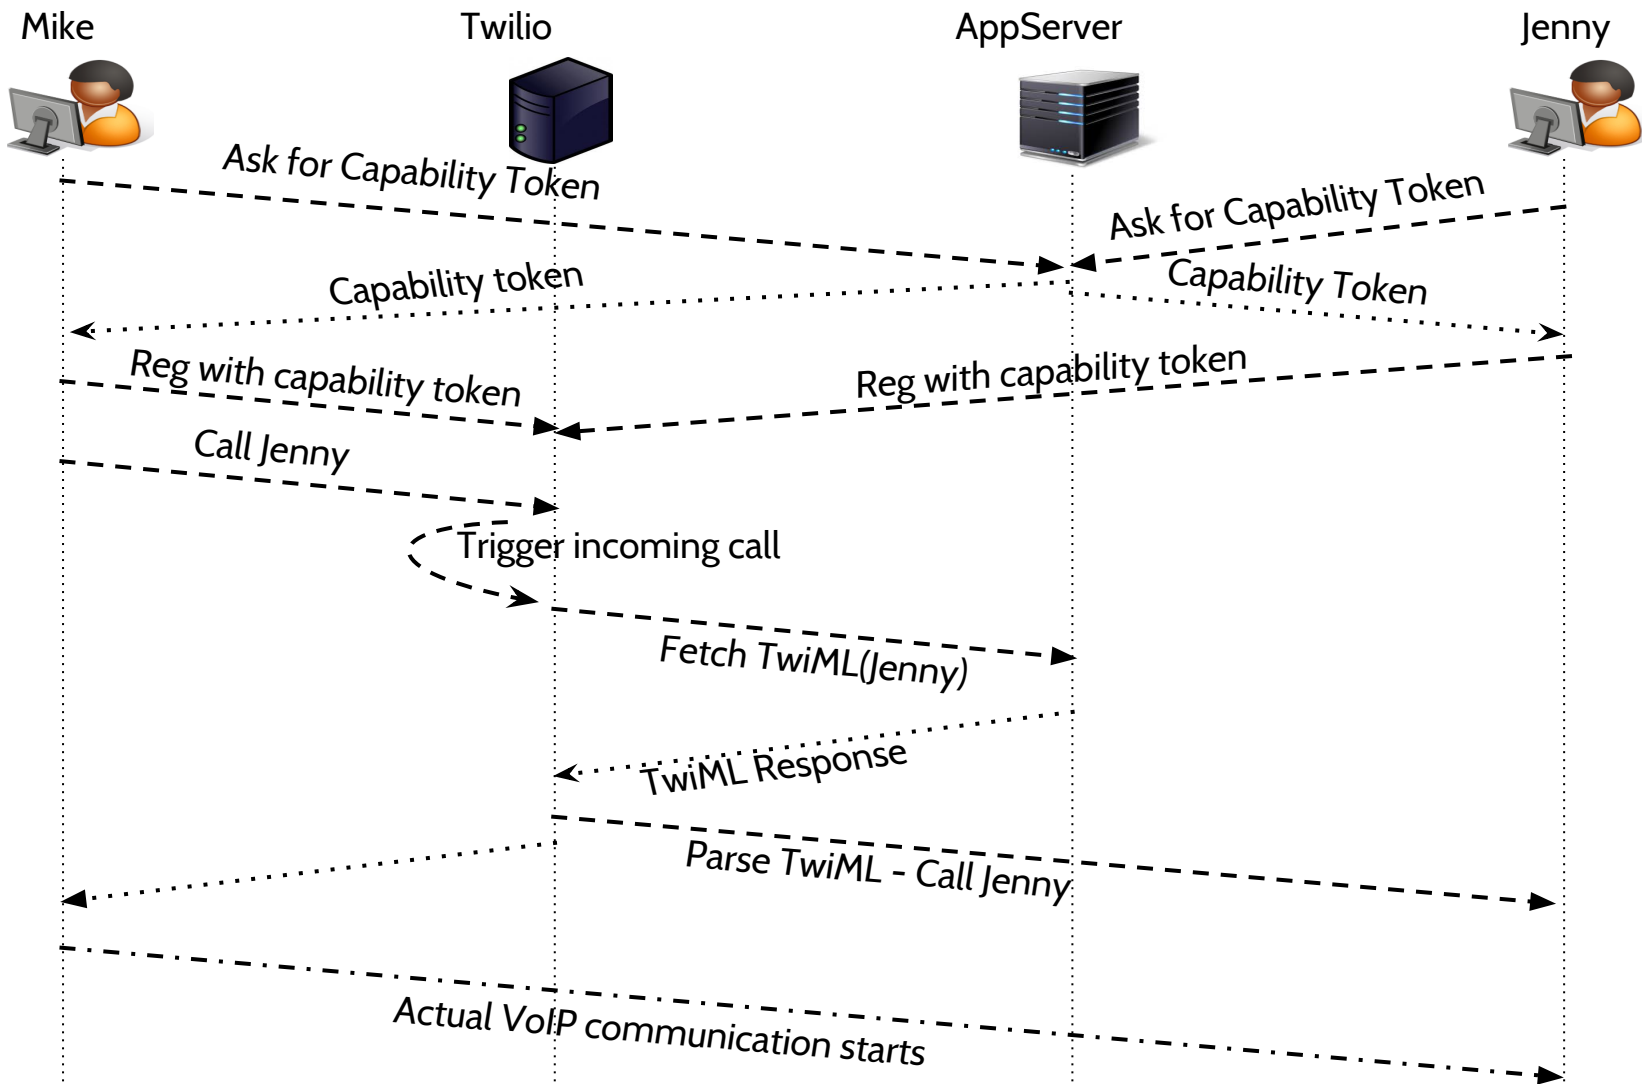 Mike
Twilio
AppServer
Jenny
Ask for Capability Token
Ask for Capability Token
Capability token
Capability Token
Reg with capability token
Reg with capability token
Call Jenny
Trigger incoming call
Fetch TwiML(Jenny)
TwiML Response
Parse TwiML - Call Jenny
Actual VoIP communication starts